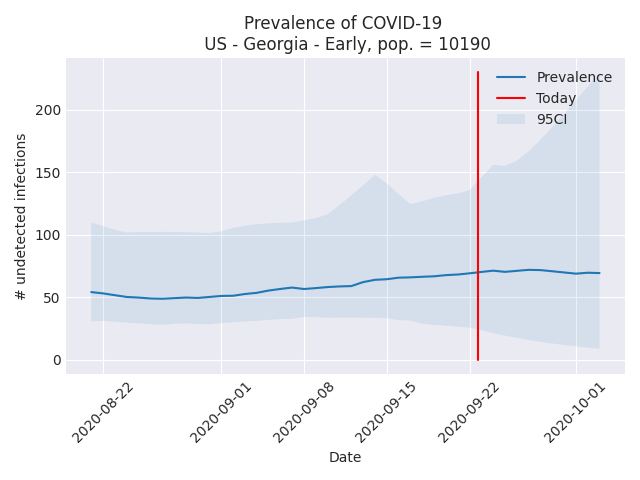 Prevalence of COVID-19
US - Georgia - Early, pop. = 10190
Prevalence
Today
95CI
# undetected infections
200
150
100
50
0
2020-08-22
2020-09-01
2020-09-08
2020-09-15
2020-09-22
2020-10-01
Date